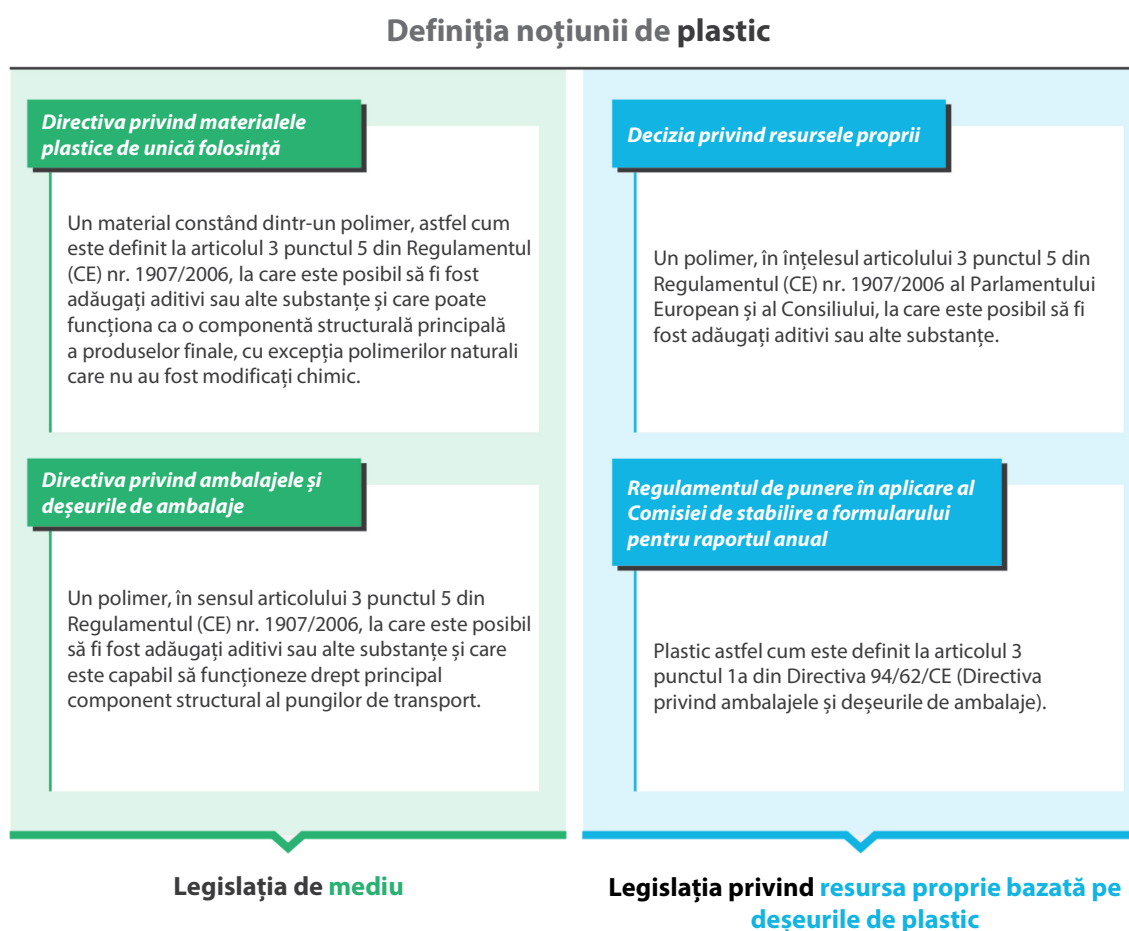 Definiția noțiunii de plastic
Directiva privind materialele
plastice de unică folosință
Un material constând dintr-un polimer, astfel cum
este definit la articolul 3 punctul 5 din Regulamentul
(CE) nr. 1907/2006, la care este posibil să fi fost
adăugați aditivi sau alte substanțe și care poate
funcționa ca o componentă structurală principală
a produselor finale, cu excepția polimerilor naturali
care nu au fost modificați chimic.
Directiva privind ambalajele și
deșeurile de ambalaje
Un polimer, în sensul articolului 3 punctul 5 din
Regulamentul (CE) nr. 1907/2006, la care este posibil
să fi fost adăugați aditivi sau alte substanțe și care
este capabil să funcționeze drept principal
component structural al pungilor de transport.
Legislația de mediu
Decizia privind resursele proprii
Un polimer, în înțelesul articolului 3 punctul 5 din
Regulamentul (CE) nr. 1907/2006 al Parlamentului
European și al Consiliului, la care este posibil să fi
fost adăugați aditivi sau alte substanțe.
Regulamentul de punere în aplicare al
Comisiei de stabilire a formularului
pentru raportul anual
Plastic astfel cum este definit la articolul 3
punctul 1a din Directiva 94/62/CE (Directiva
privind ambalajele și deșeurile de ambalaje).
Legislația privind resursa proprie bazată pe
deșeurile de plastic